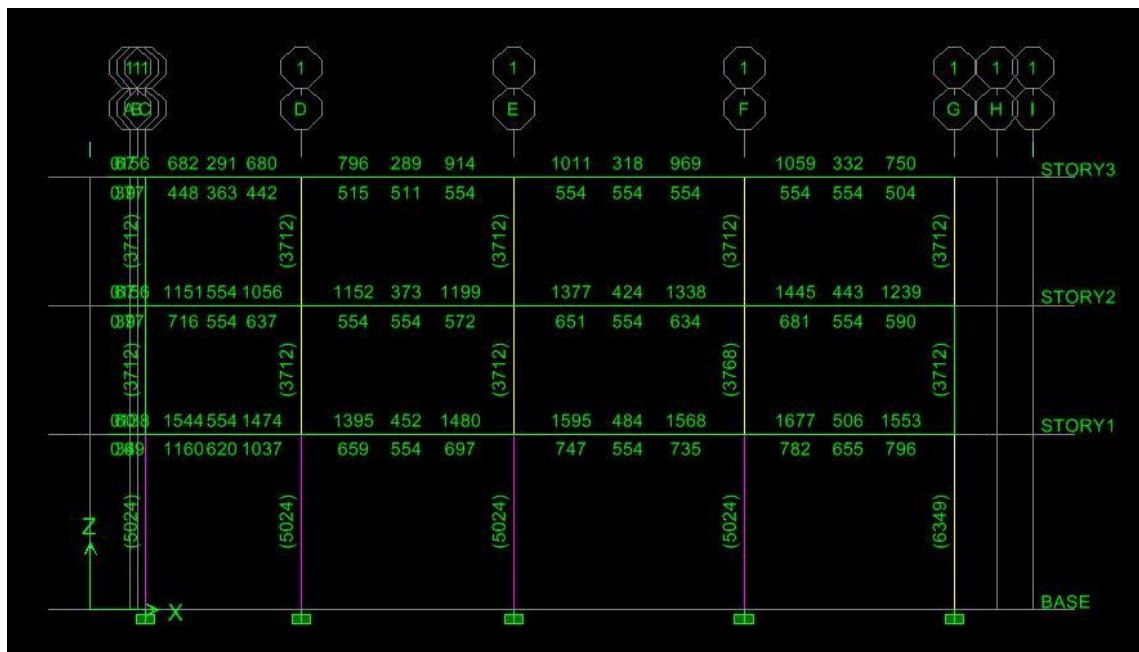 111 1 1 1 1 1 1
ABC D E F G H I
682 291 680 796 289 914 1011 318 969 1059 332 750
STORY3
448 363 442 515 511 554 554 554 554 554 554 504
(3712) (3712) (3712) (3712) (3712)
1151 554 1056 1152 373 1199 1377 424 1338 1445 443 1239
STORY2
716 554 637 554 554 572 651 554 634 681 554 590
(3712) (3712) (3712) (3768) (3712)
1544 554 1474 1395 452 1480 1595 484 1568 1677 506 1553
STORY1
1160 620 1037 659 554 697 747 554 735 782 655 796
(5024) (5024) (5024) (5024) (6349)
Z
X
BASE